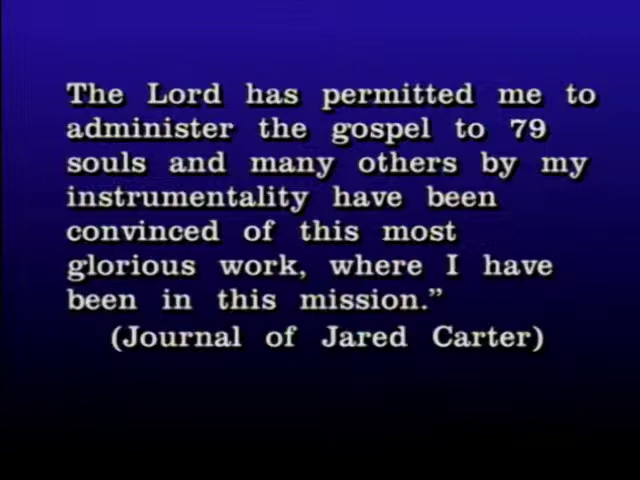 The Lord has permitted me to
administer the gospel to 79
souls and many others by my
instrumentality have been
convinced of this most
glorious work, where I have
been in this mission.”
(Journal of Jared Carter)